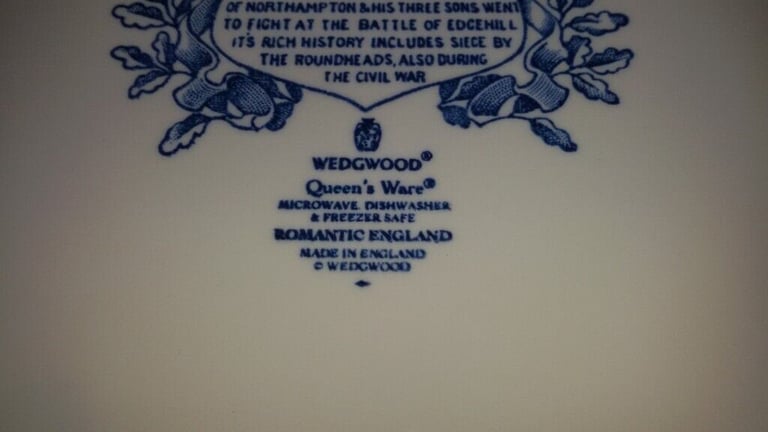 OF NORTHAMPTON & HIS THREE SONS WENT
TO FIGHT AT THE BATTLE OF EDGEHILL
IT'S RICH HISTORY INCLUDES SIEGE BY
THE ROUNDHEADS, ALSO DURING
THE CIVIL WAR
WEDGWOOD®
Queen's Ware®
MICROWAVE, DISHWASHER
& FREEZER SAFE
ROMANTIC ENGLAND
MADE IN ENGLAND
© WEDGWOOD